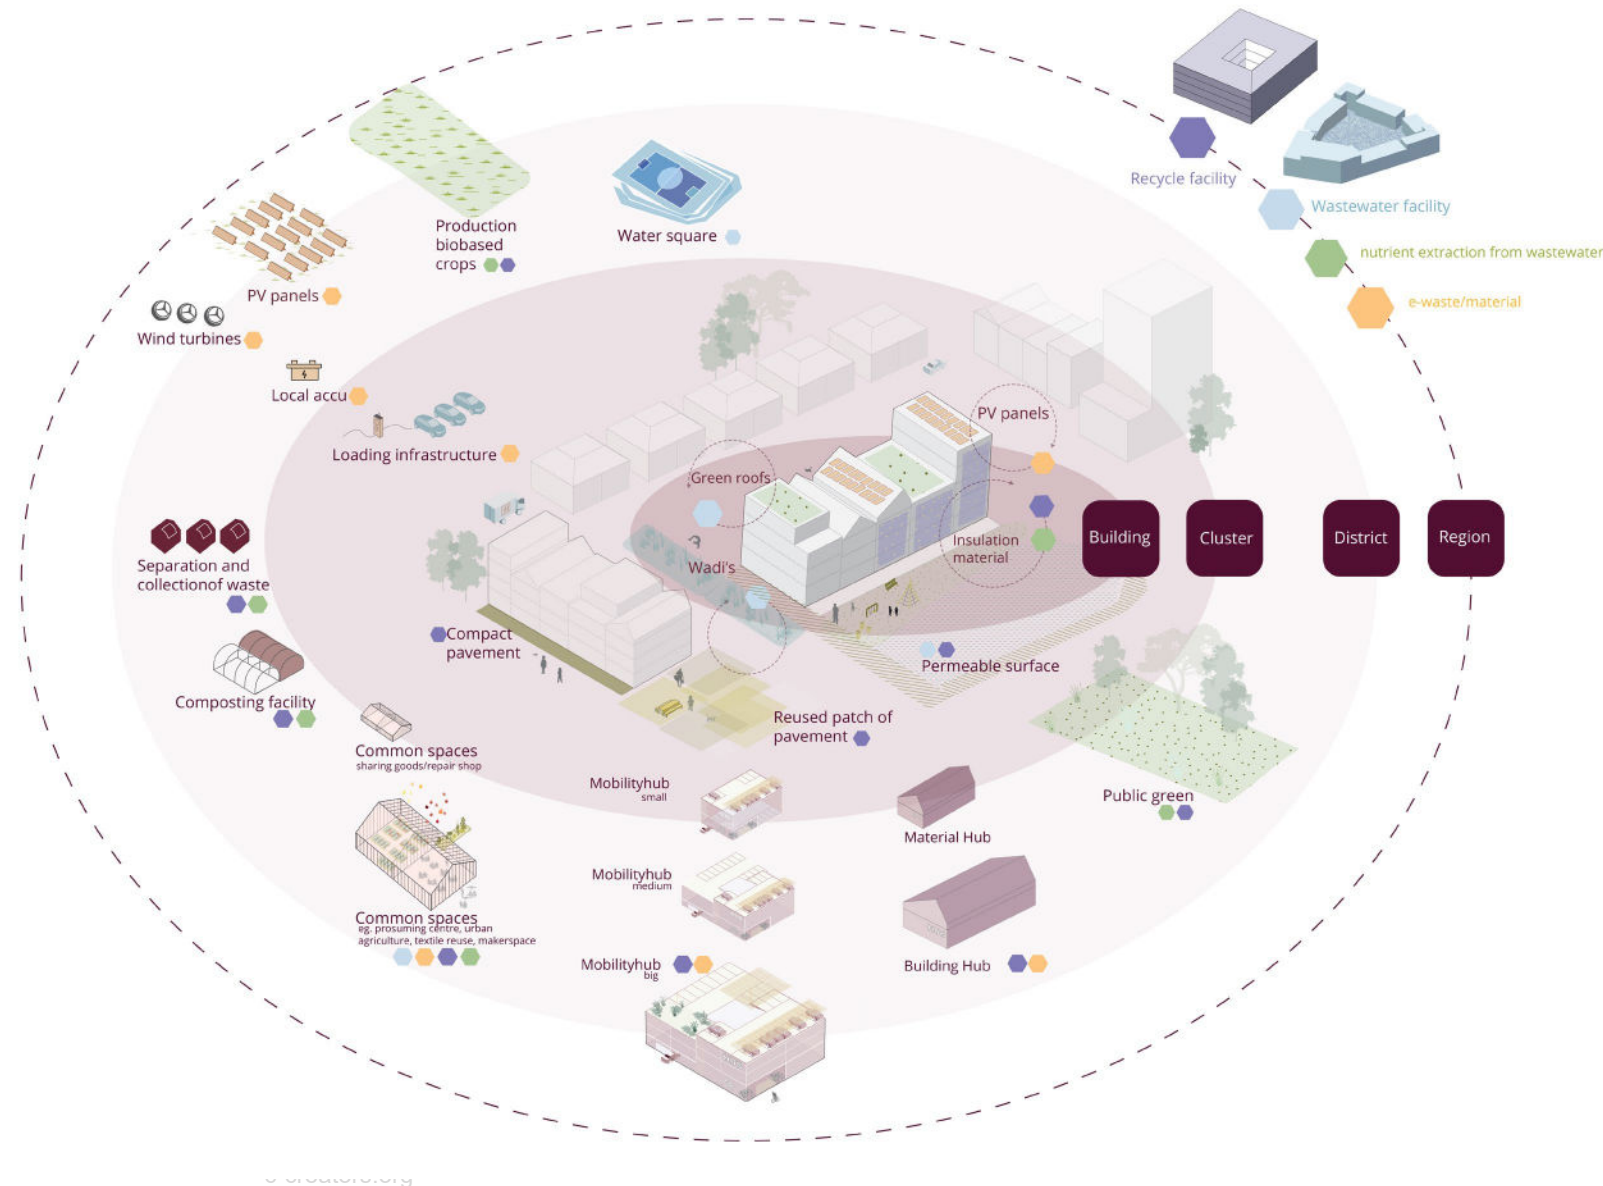 Recycle facility
Wastewater facility
nutrient extraction from wastewater
e-waste/material
Production
biobased
crops
Water square
PV panels
Wind turbines
Local accu
Loading infrastructure
PV panels
Green roofs
Insulation
material
Wadi's
Building
Cluster
District
Region
Separation and
collectionof waste
Compact
pavement
Permeable surface
Composting facility
Reused patch of
pavement
Common spaces
sharing goods/repair shop
Mobilityhub
small
Material Hub
Public green
Mobilityhub
medium
Common spaces
eg. prosuming centre, urban
agriculture, textile reuse, makerspace
Mobilityhub
big
Building Hub